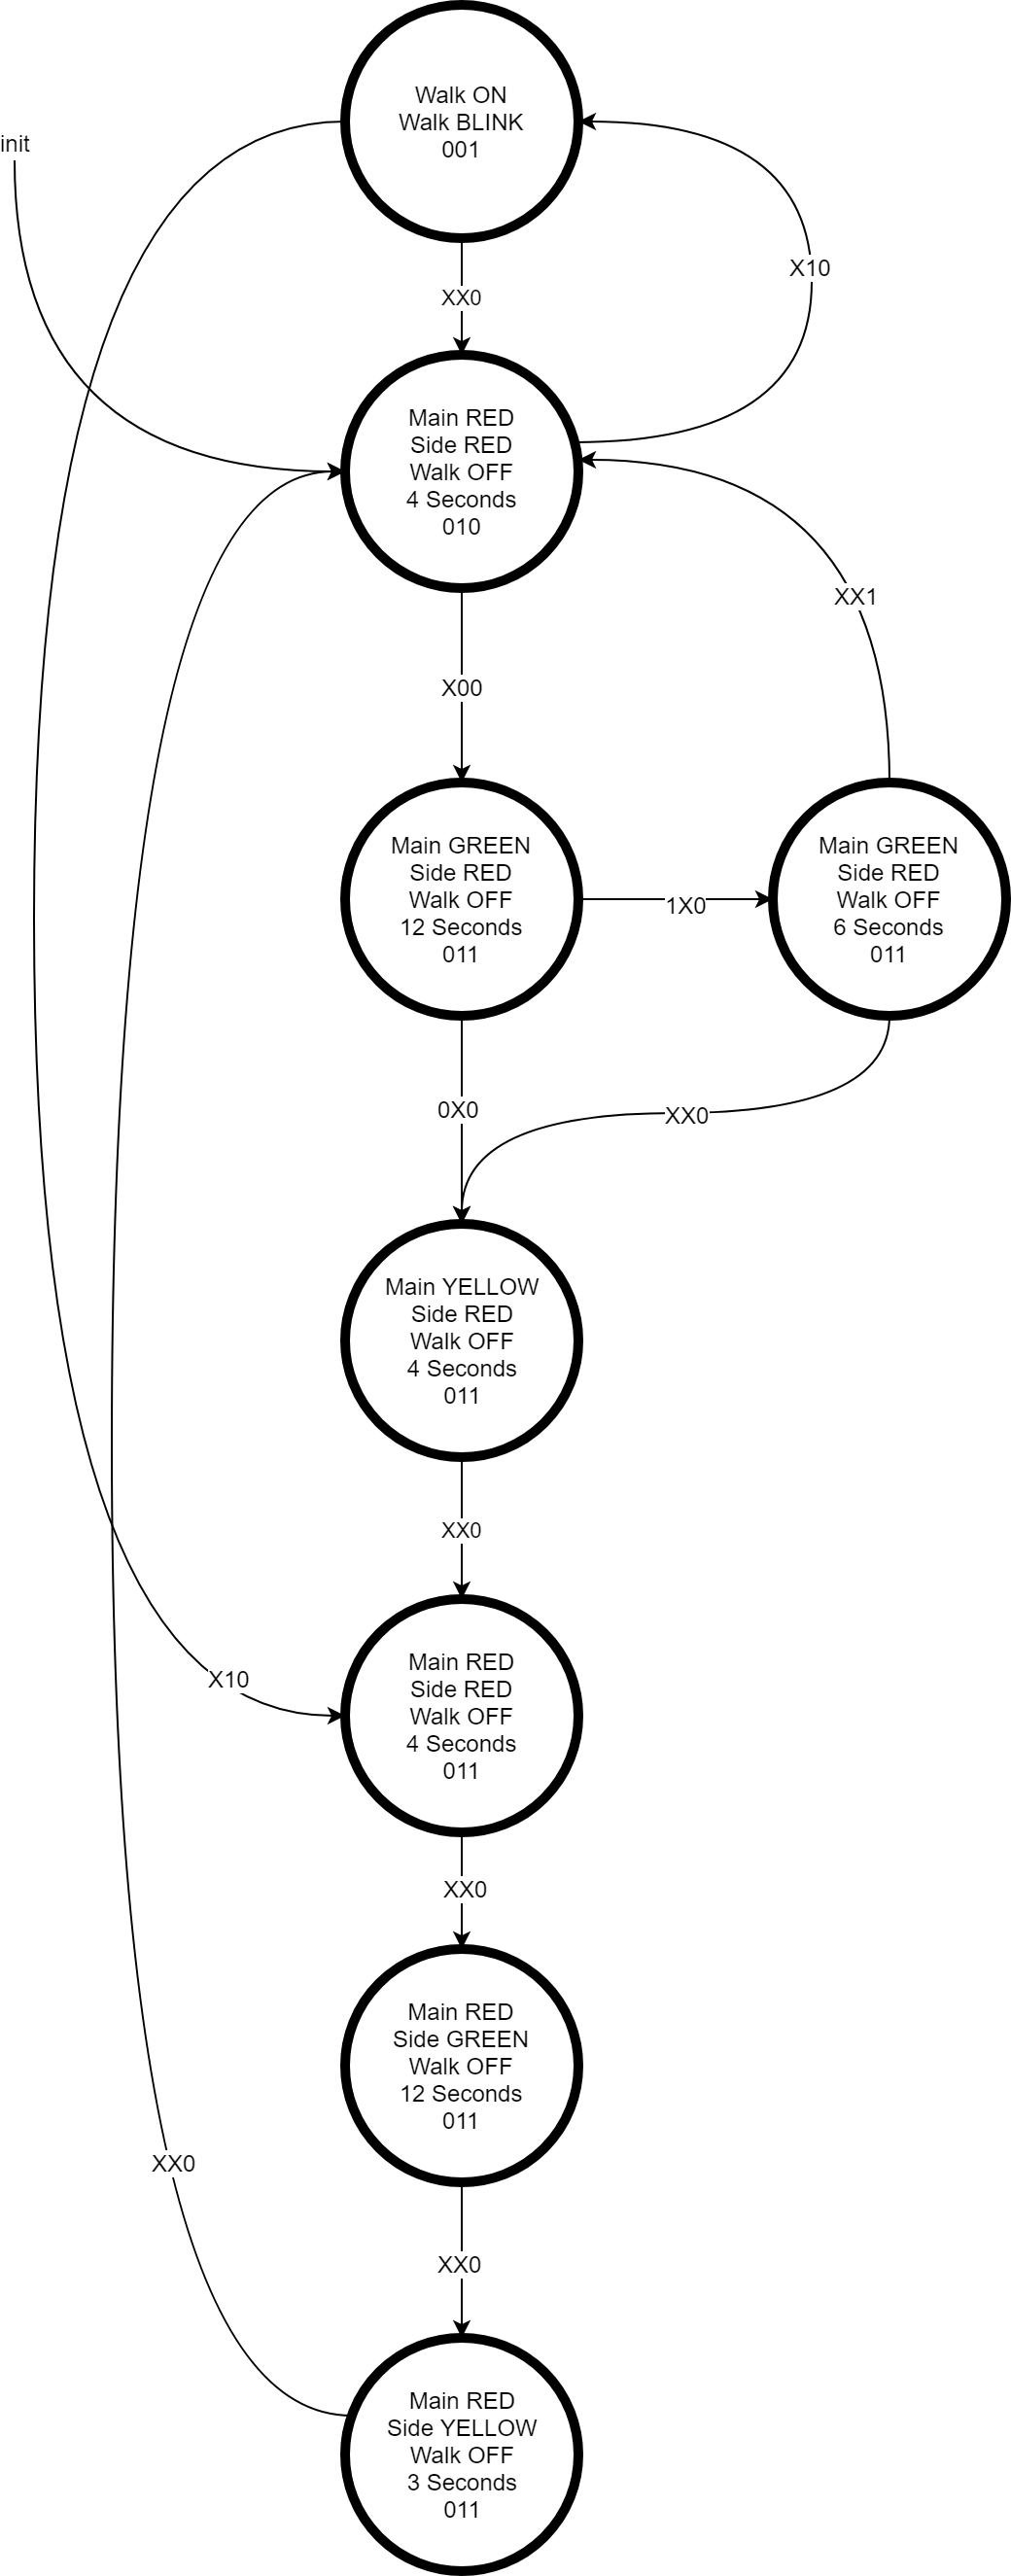 Walk ON
Walk BLINK
001
init
X10
XX0
Main RED
Side RED
Walk OFF
4 Seconds
010
XX1
X00
Main GREEN
Side RED
Walk OFF
12 Seconds
011
1X0
Main GREEN
Side RED
Walk OFF
6 Seconds
011
0X0
XX0
Main YELLOW
Side RED
Walk OFF
4 Seconds
011
XX0
Main RED
Side RED
Walk OFF
4 Seconds
011
X10
XX0
Main RED
Side GREEN
Walk OFF
12 Seconds
011
XX0
XX0
Main RED
Side YELLOW
Walk OFF
3 Seconds
011